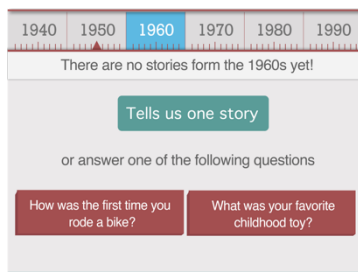 1940 1950 1960 1970 1980 1990
There are no stories form the 1960s yet!
Tells us one story
or answer one of the following questions
How was the first time you
rode a bike?
What was your favorite
childhood toy?